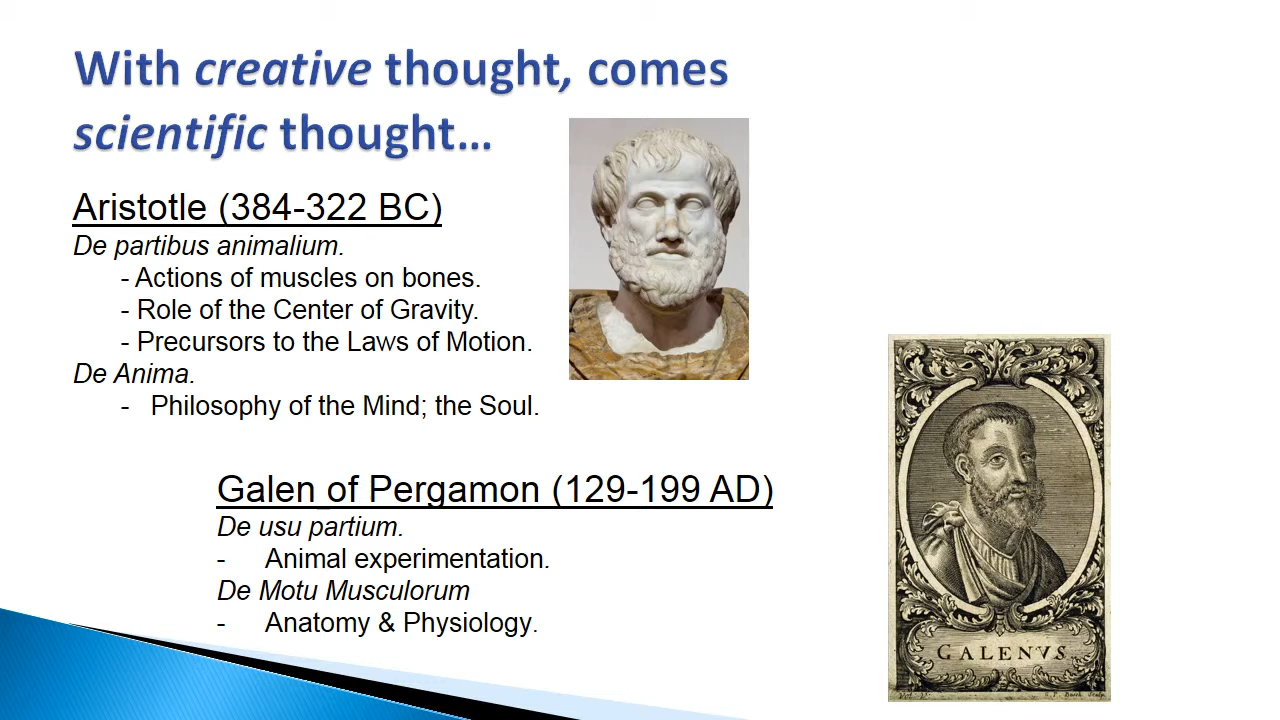 With creative thought, comes
scientific thought…
Aristotle (384-322 BC)
De partibus animalium.
- Actions of muscles on bones.
- Role of the Center of Gravity.
- Precursors to the Laws of Motion.
De Anima.
- Philosophy of the Mind; the Soul.
Galen of Pergamon (129-199 AD)
De usu partium.
- Animal experimentation.
De Motu Musculorum
- Anatomy & Physiology.
GALENVS